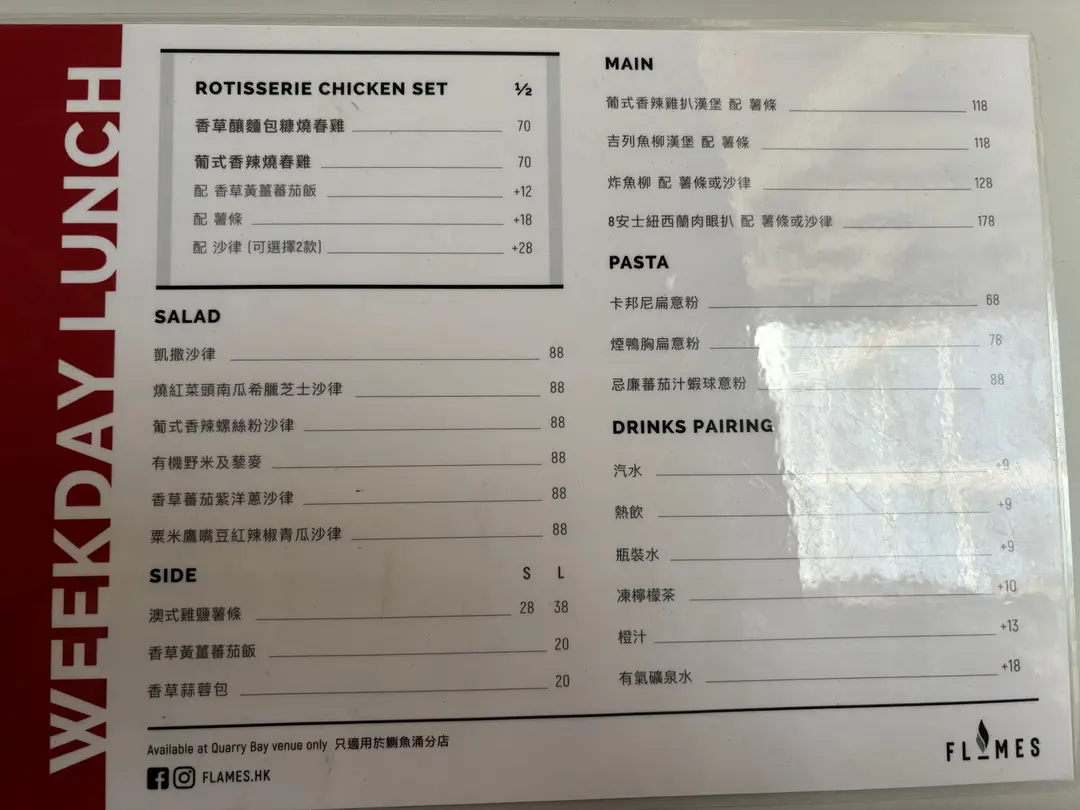 WEEKDAY LUNCH
ROTISSERIE CHICKEN SET ½
香草釀麵包糠燒春雞 70
葡式香辣燒春雞 70
配 香草黃薑蕃茄飯 +12
配 薯條 +18
配 沙律 (可選擇2款) +28
SALAD
凱撒沙律 88
燒紅菜頭南瓜希臘芝士沙律 88
葡式香辣螺絲粉沙律 88
有機野米及藜麥 88
香草蕃茄紫洋蔥沙律 88
粟米鷹嘴豆紅辣椒青瓜沙律 88
SIDE S L
澳式雞鹽薯條 28 38
香草黃薑蕃茄飯 20
香草蒜蓉包 20
MAIN
葡式香辣雞扒漢堡 配 薯條 118
吉列魚柳漢堡 配 薯條 118
炸魚柳 配 薯條或沙律 128
8安士紐西蘭肉眼扒 配 薯條或沙律 178
PASTA
卡邦尼扁意粉 68
煙鴨胸扁意粉 78
忌廉蕃茄汁蝦球意粉 88
DRINKS PAIRING
汽水 +9
熱飲 +9
瓶裝水 +9
凍檸檬茶 +10
橙汁 +13
有氣礦泉水 +18
Available at Quarry Bay venue only 只適用於鰂魚涌分店
FLAMES.HK
FLAMES